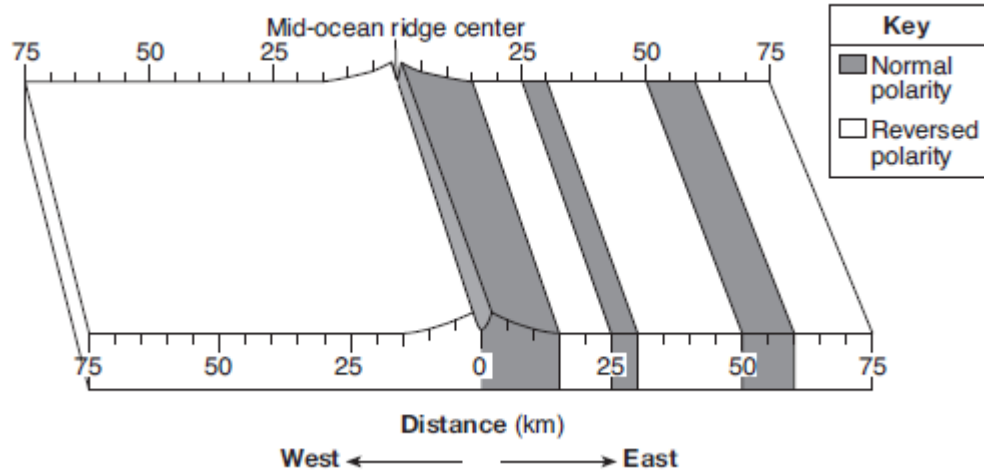 Mid-ocean ridge center
75 50 25 25 50 75
Key
Normal
polarity
Reversed
polarity
75 50 25 0 25 50 75
Distance (km)
West East